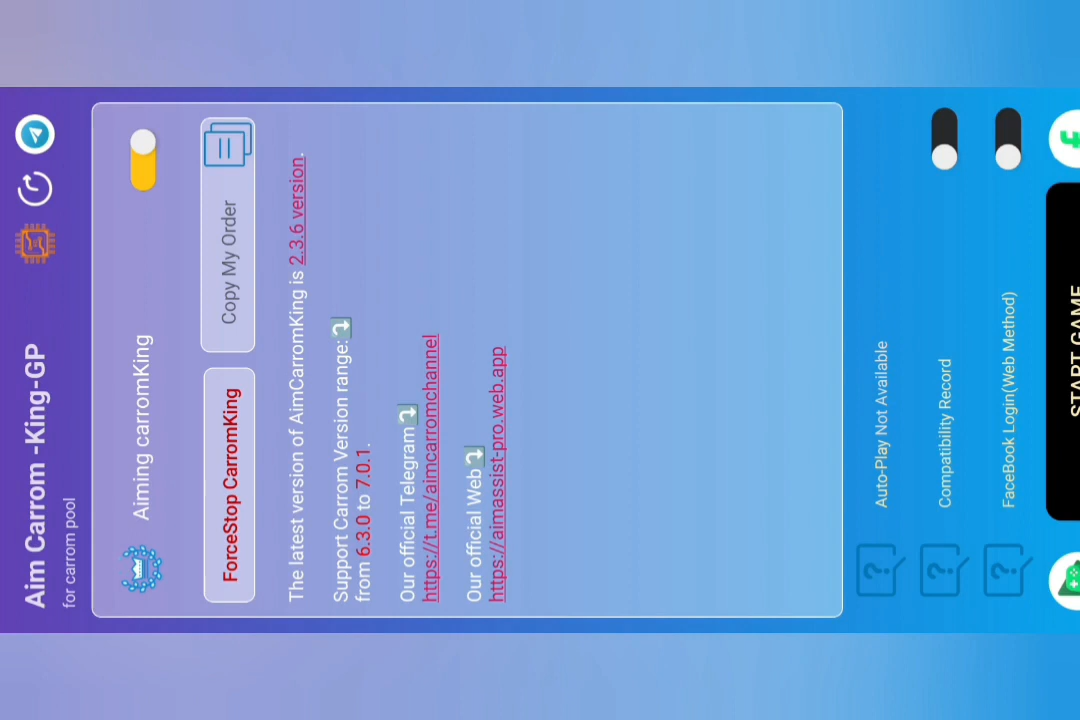 Aim Carrom -King-GP
for carrom pool
Aiming carromKing
ForceStop CarromKing
Copy My Order
The latest version of AimCarromKing is 2.3.6 version.
Support Carrom Version range:⤵
from 6.3.0 to 7.0.1.
Our official Telegram⤵
https://t.me/aimcarromchannel
Our official Web⤵
https://aimassist-pro.web.app
Auto-Play Not Available
Compatibility Record
FaceBook Login(Web Method)
START GAME